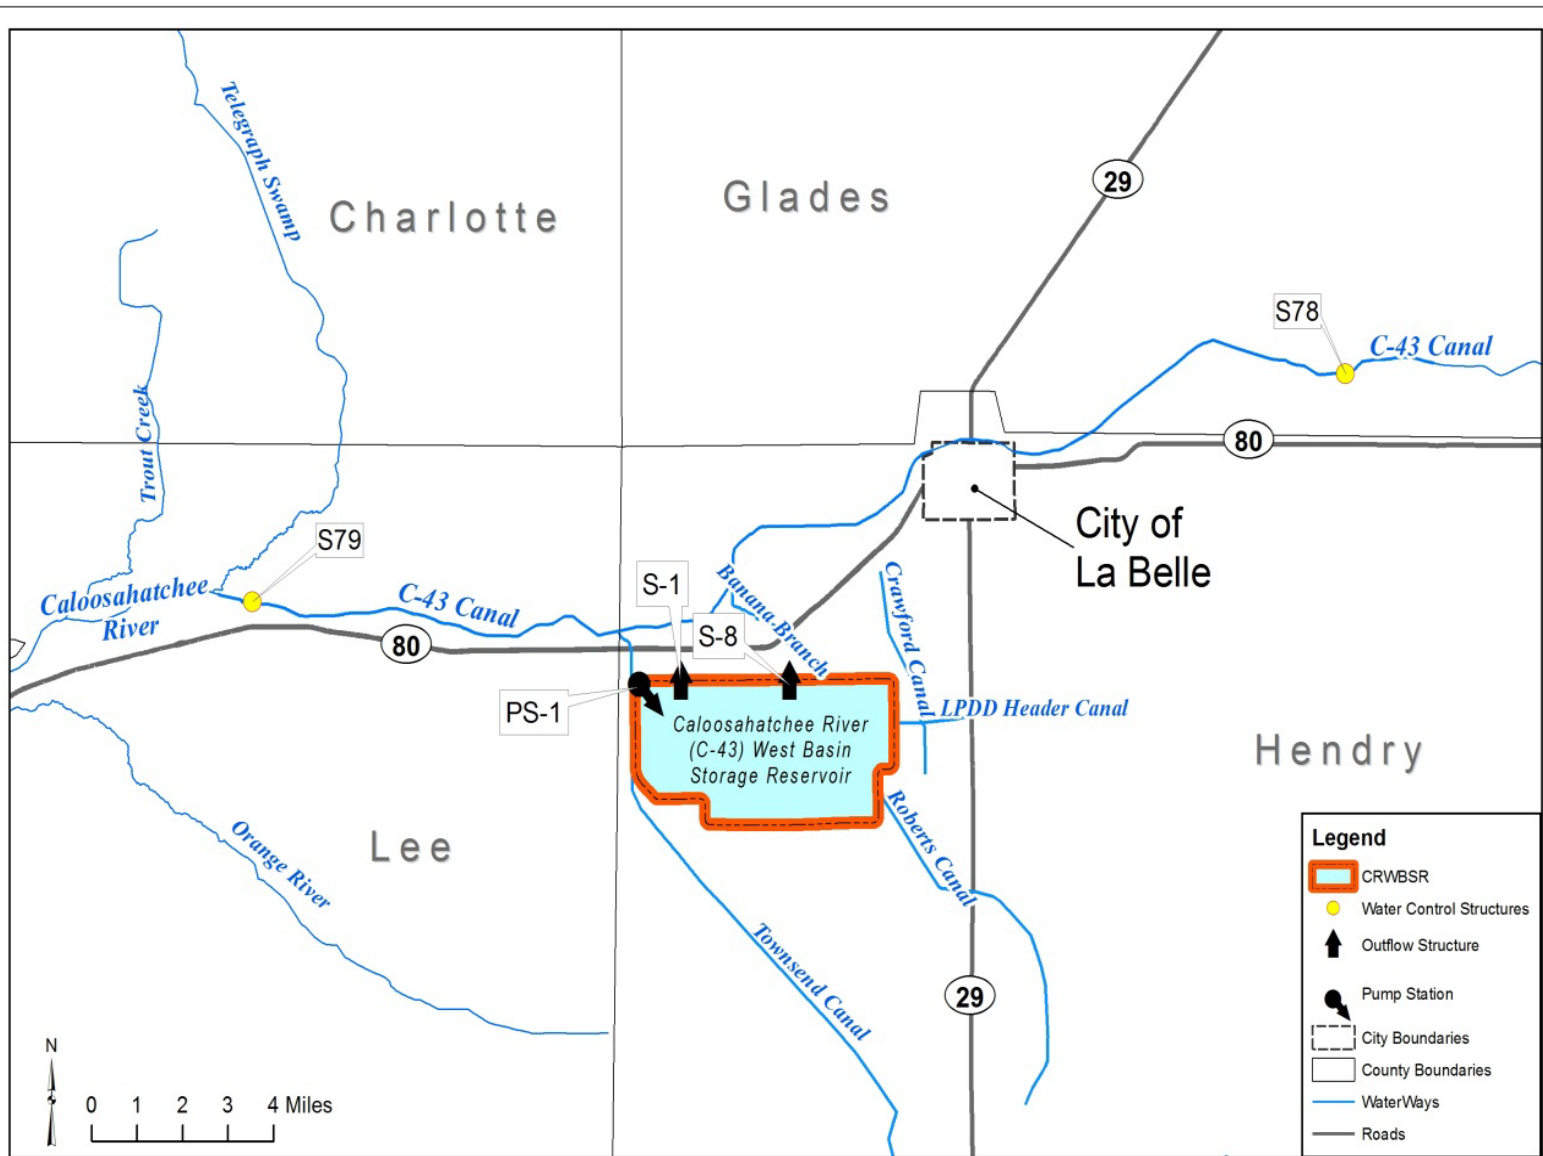 Telegraph Swamp
Charlotte
Glades
29
S78
C-43 Canal
Trout Creek
80
City of
La Belle
S79
Caloosahatchee
River
C-43 Canal
S-1
Banana Branch
Crawford Canal
S-8
80
PS-1
LPDD Header Canal
Caloosahatchee River
(C-43) West Basin
Storage Reservoir
Hendry
Roberts Canal
Lee
Orange River
Townsend Canal
29
N
0 1 2 3 4 Miles
Legend
CRWBSR
Water Control Structures
Outflow Structure
Pump Station
City Boundaries
County Boundaries
WaterWays
Roads